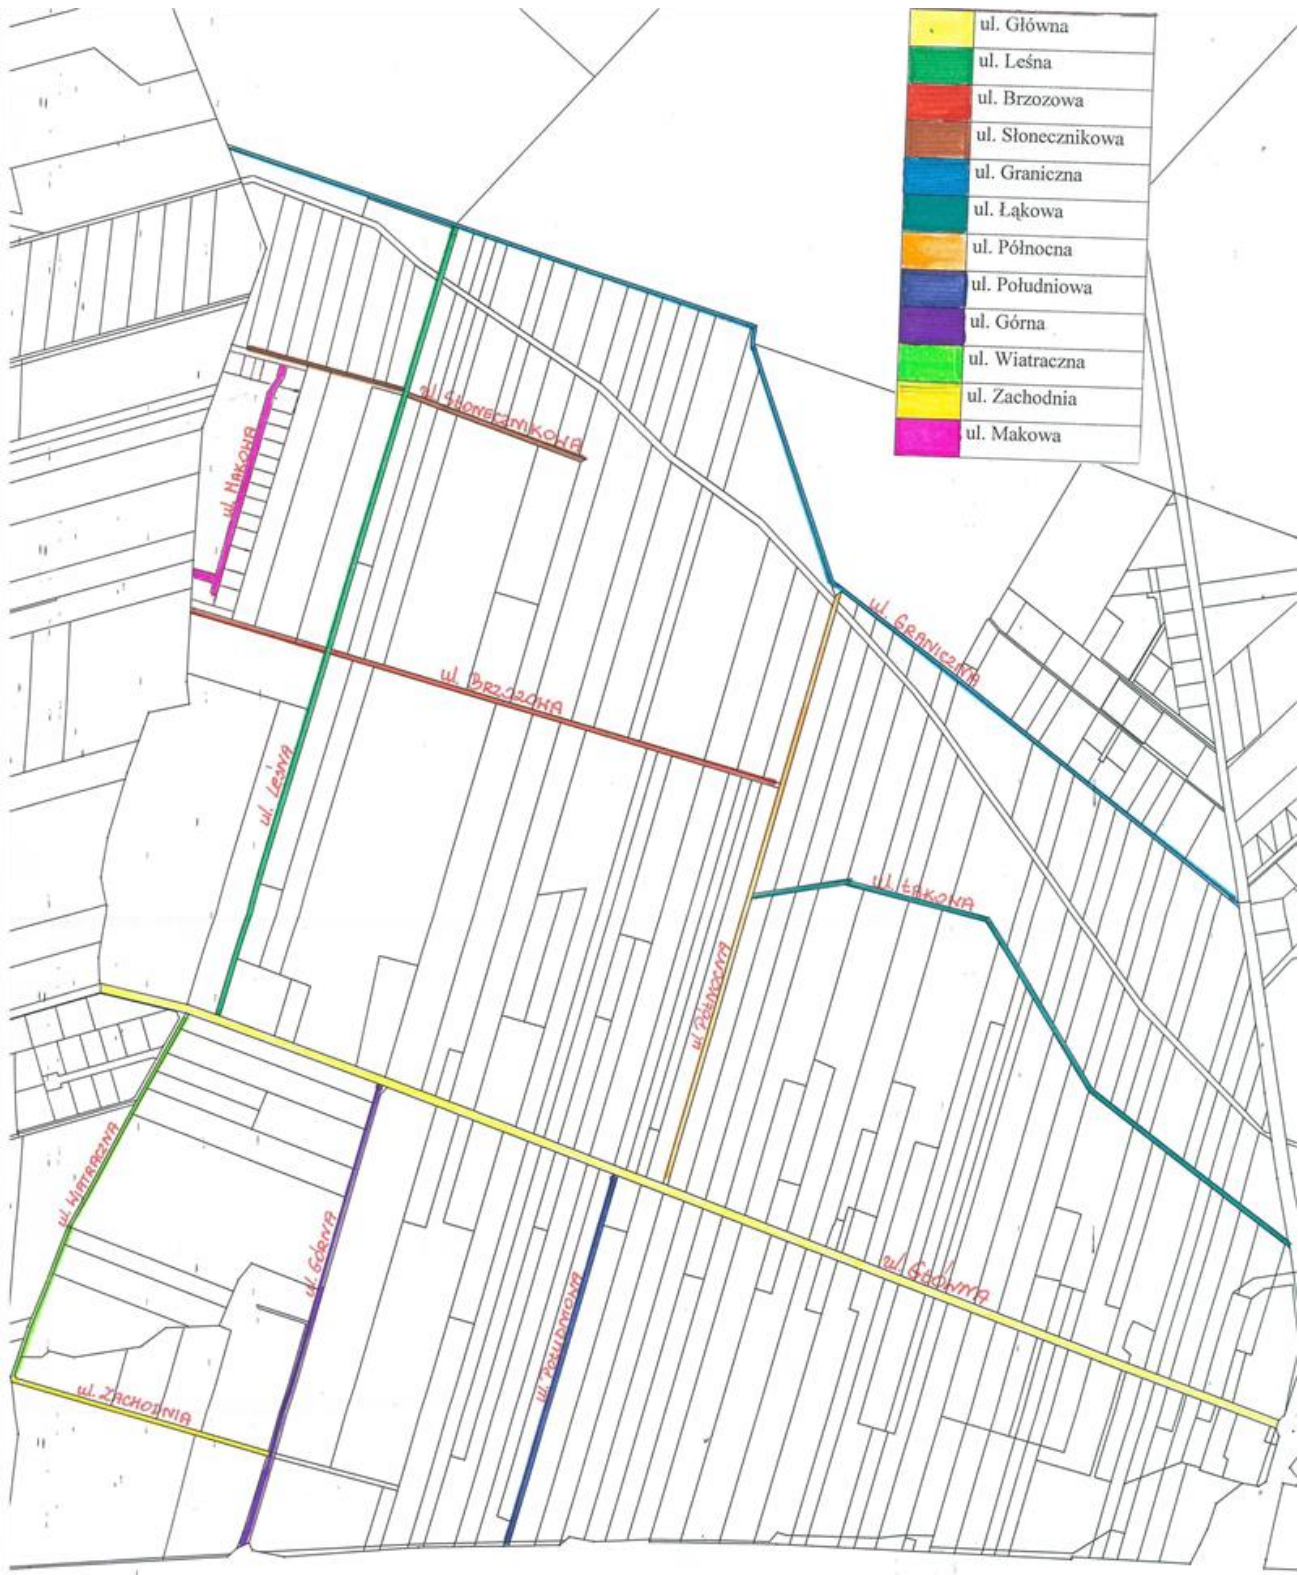 ul. Główna
ul. Leśna
ul. Brzozowa
ul. Słonecznikowa
ul. Graniczna
ul. Łąkowa
ul. Północna
ul. Południowa
ul. Górna
ul. Wiatraczna
ul. Zachodnia
ul. Makowa
ul. SŁONECZNIKOWA
ul. MAKOWA
ul. GRANICZNA
ul. BRZOZOWA
ul. LEŚNA
ul. ŁĄKOWA
ul. PÓŁNOCNA
ul. WIATRACZNA
ul. GÓRNA
ul. GŁÓWNA
ul. POŁUDNIOWA
ul. ZACHODNIA